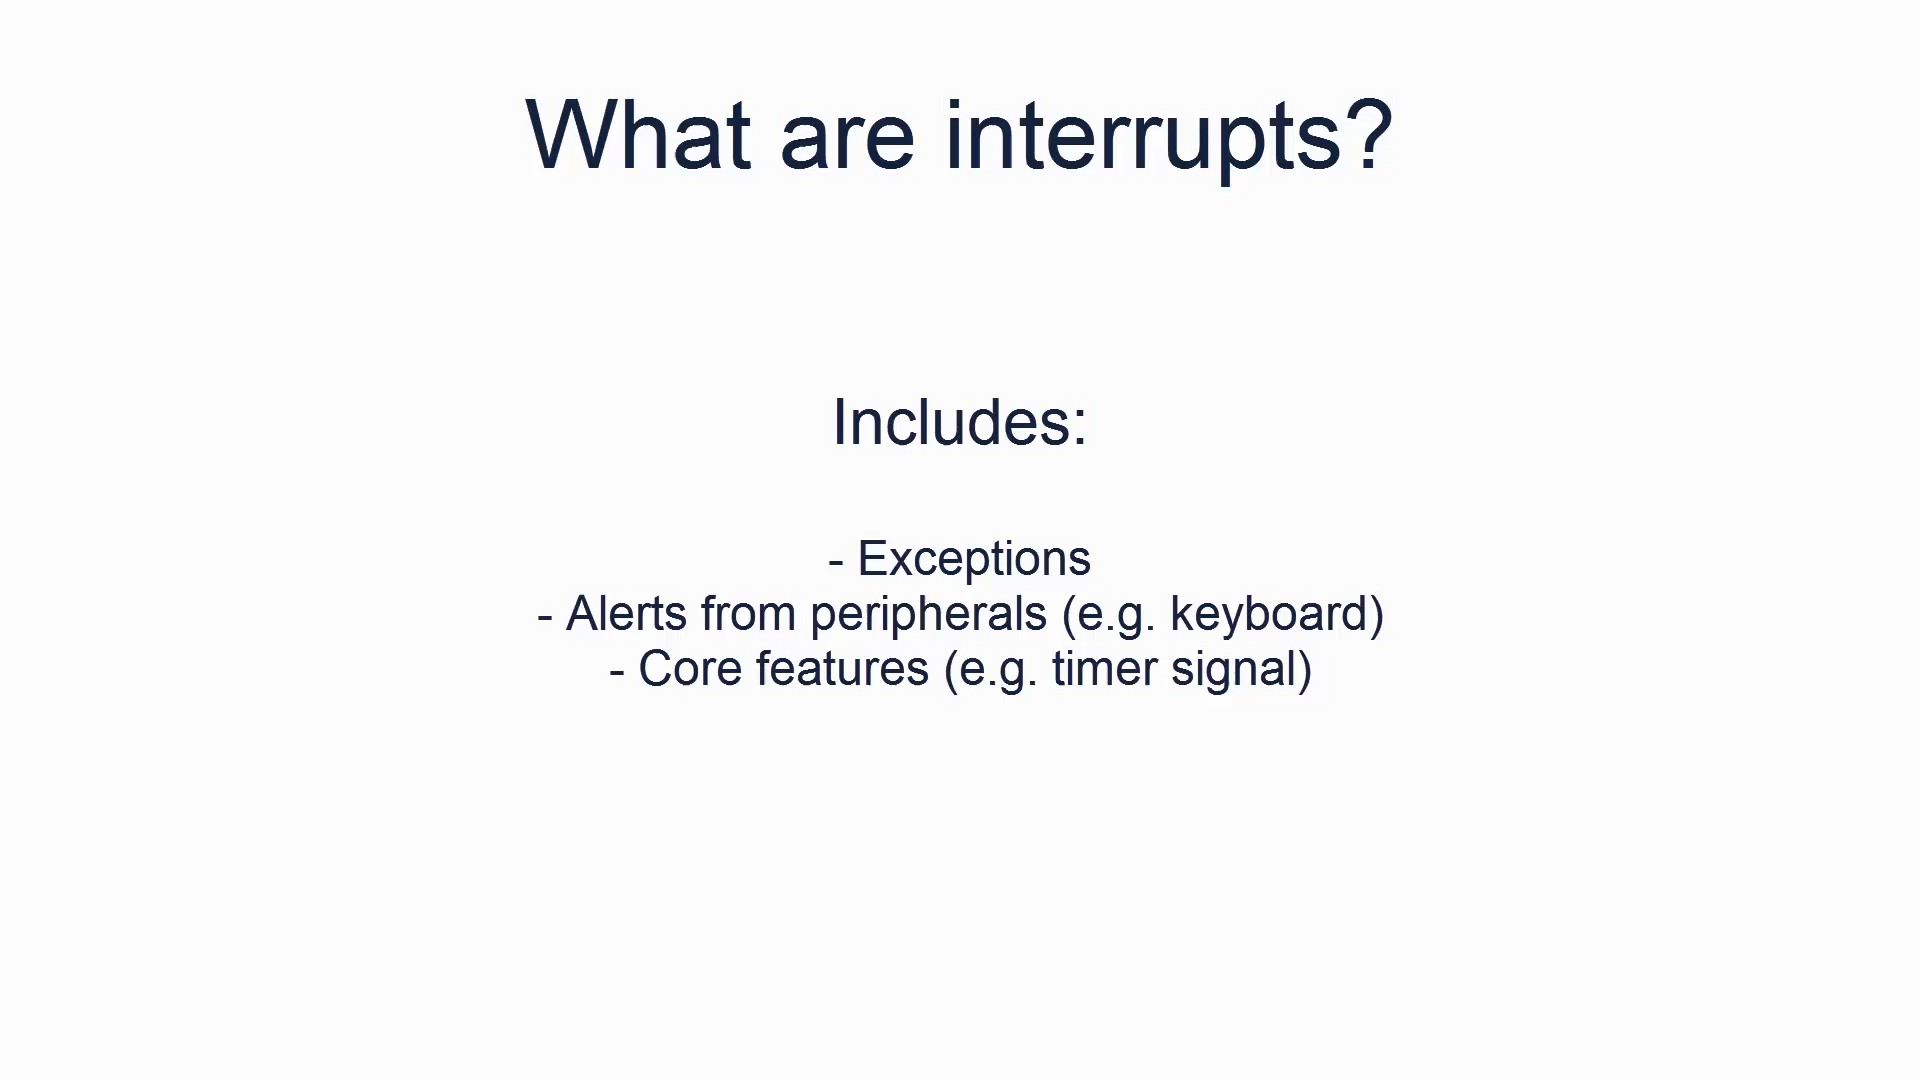 What are interrupts?
Includes:
- Exceptions
- Alerts from peripherals (e.g. keyboard)
- Core features (e.g. timer signal)